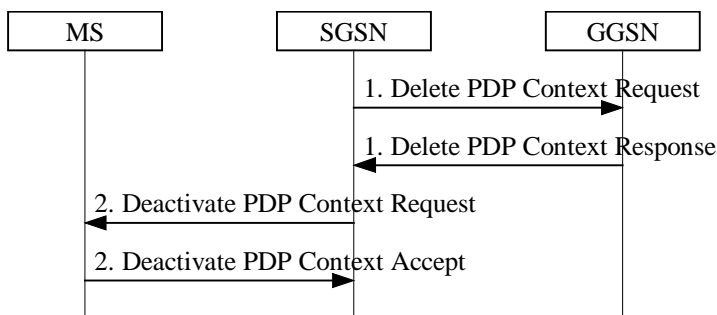 MS
SGSN
GGSN
1. Delete PDP Context Request
1. Delete PDP Context Response
2. Deactivate PDP Context Request
2. Deactivate PDP Context Accept